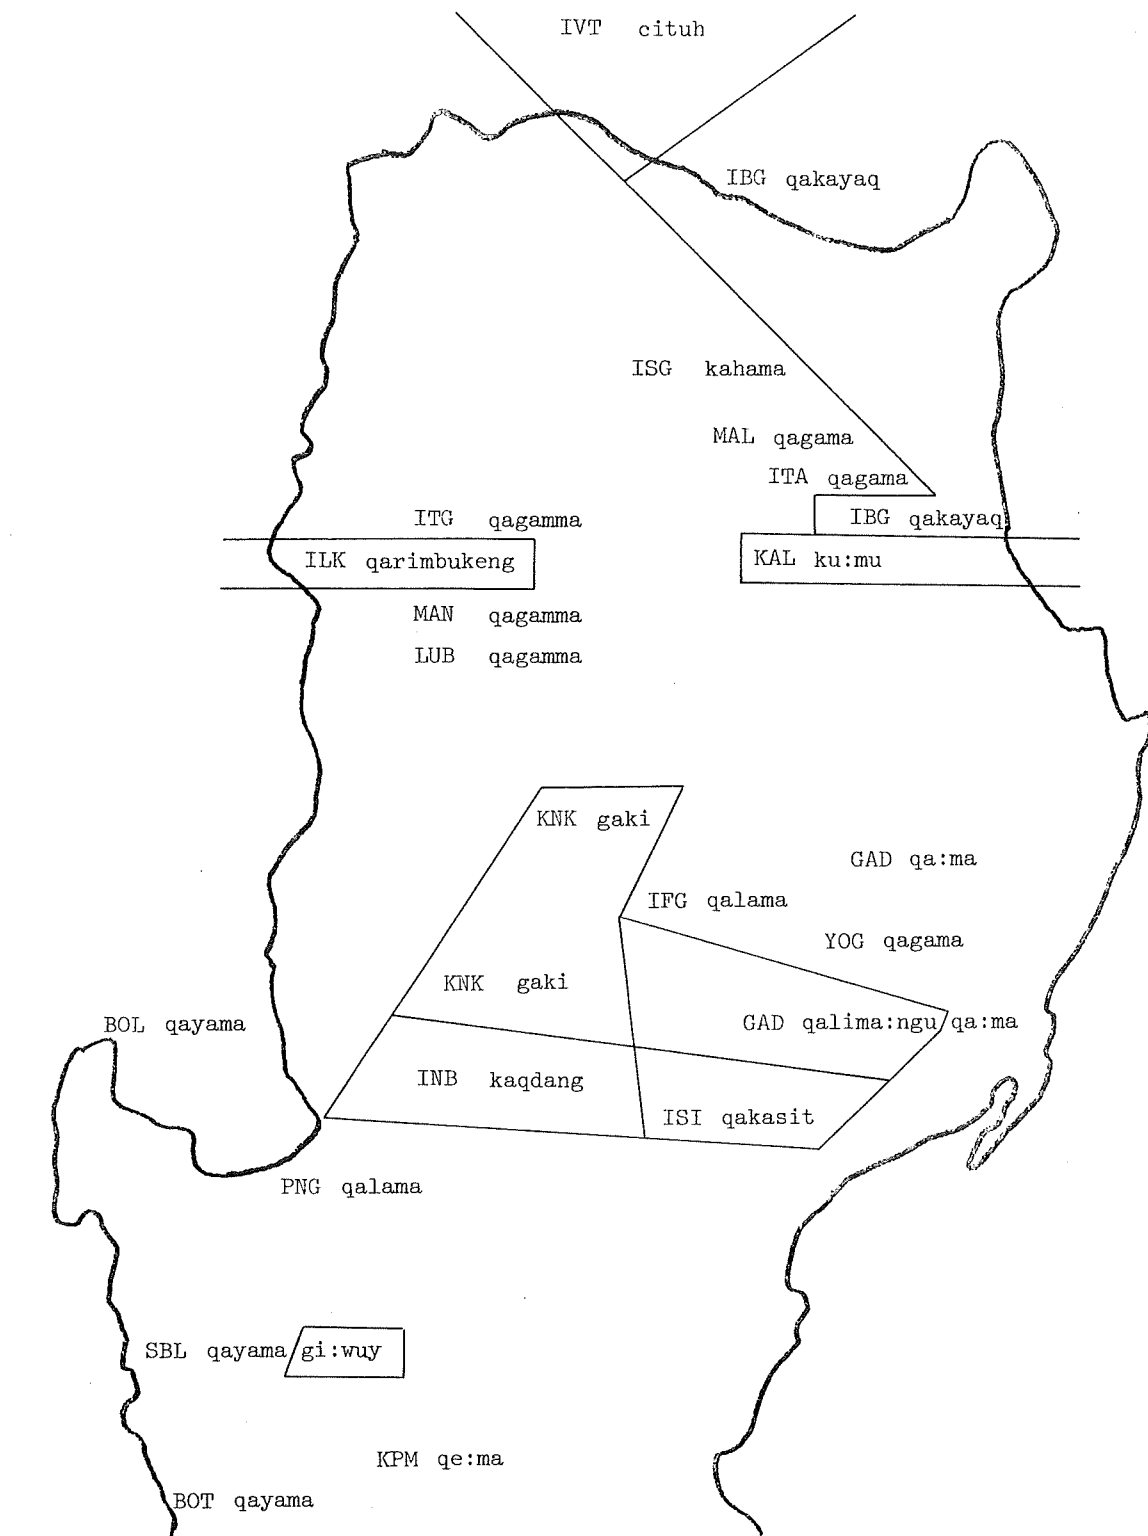 IVT cituh
IBG qakayaq
ISG kahama
MAL qagama
ITA qagama
ITG qagamma
IBG qakayaq
ILK qarimbukeng
KAL ku:mu
MAN qagamma
LUB qagamma
KNK gaki
GAD qa:ma
IFG qalama
YOG qagama
KNK gaki
BOL qayama
GAD qalima:ngu/qa:ma
INB kaqdang
ISI qakasit
PNG qalama
SBL qayama/gi:wuy
KPM qe:ma
BOT qayama